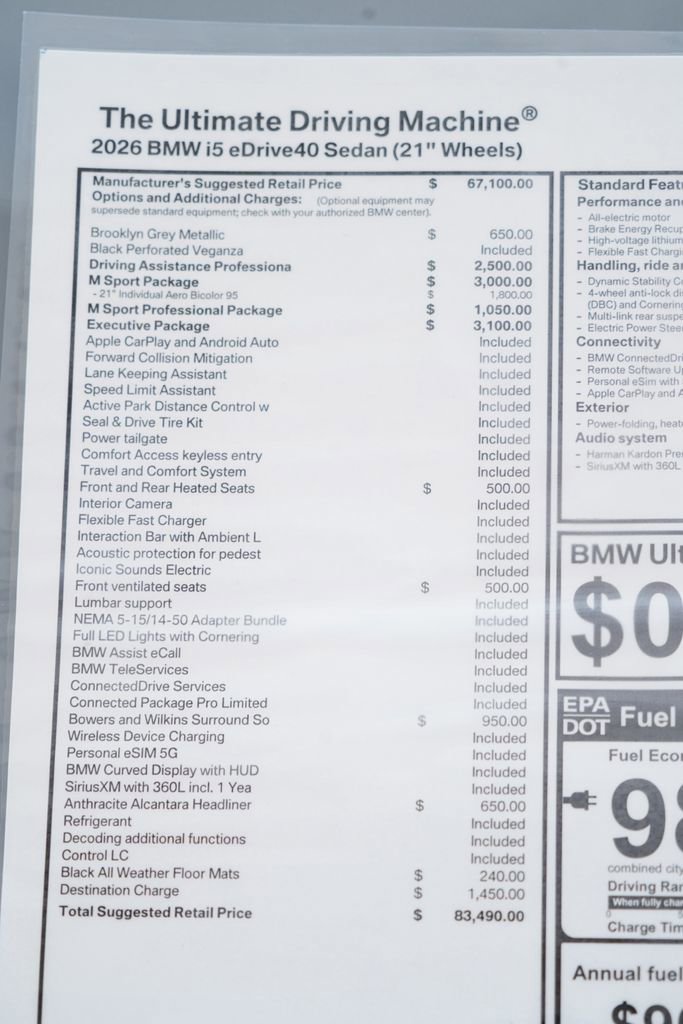 The Ultimate Driving Machine®
2026 BMW i5 eDrive40 Sedan (21" Wheels)
Manufacturer's Suggested Retail Price $ 67,100.00
Options and Additional Charges: (Optional equipment may
supersede standard equipment; check with your authorized BMW center).
Brooklyn Grey Metallic $ 650.00
Black Perforated Veganza Included
Driving Assistance Professiona $ 2,500.00
M Sport Package $ 3,000.00
- 21" Individual Aero Bicolor 95 $ 1,800.00
M Sport Professional Package $ 1,050.00
Executive Package $ 3,100.00
Apple CarPlay and Android Auto Included
Forward Collision Mitigation Included
Lane Keeping Assistant Included
Speed Limit Assistant Included
Active Park Distance Control w Included
Seal & Drive Tire Kit Included
Power tailgate Included
Comfort Access keyless entry Included
Travel and Comfort System Included
Front and Rear Heated Seats $ 500.00
Interior Camera Included
Flexible Fast Charger Included
Interaction Bar with Ambient L Included
Acoustic protection for pedest Included
Iconic Sounds Electric Included
Front ventilated seats $ 500.00
Lumbar support Included
NEMA 5-15/14-50 Adapter Bundle Included
Full LED Lights with Cornering Included
BMW Assist eCall Included
BMW TeleServices Included
ConnectedDrive Services Included
Connected Package Pro Limited Included
Bowers and Wilkins Surround So $ 950.00
Wireless Device Charging Included
Personal eSIM 5G Included
BMW Curved Display with HUD Included
SiriusXM with 360L incl. 1 Yea Included
Anthracite Alcantara Headliner $ 650.00
Refrigerant Included
Decoding additional functions Included
Control LC Included
Black All Weather Floor Mats $ 240.00
Destination Charge $ 1,450.00
Total Suggested Retail Price $ 83,490.00
Standard Feat
Performance an
- All-electric motor
- Brake Energy Recup
- High-voltage lithium
- Flexible Fast Chargi
Handling, ride a
- Dynamic Stability C
- 4-wheel anti-lock di
(DBC) and Cornerin
- Multi-link rear suspe
- Electric Power Stee
Connectivity
- BMW ConnectedDri
- Remote Software U
- Personal eSim with
- Apple CarPlay and A
Exterior
- Power-folding, heat
Audio system
- Harman Kardon Pre
- SiriusXM with 360L
BMW Ult
$0
EPA
DOT Fuel
Fuel Econ
98
combined city
Driving Ran
When fully char
0
Charge Tim
Annual fuel